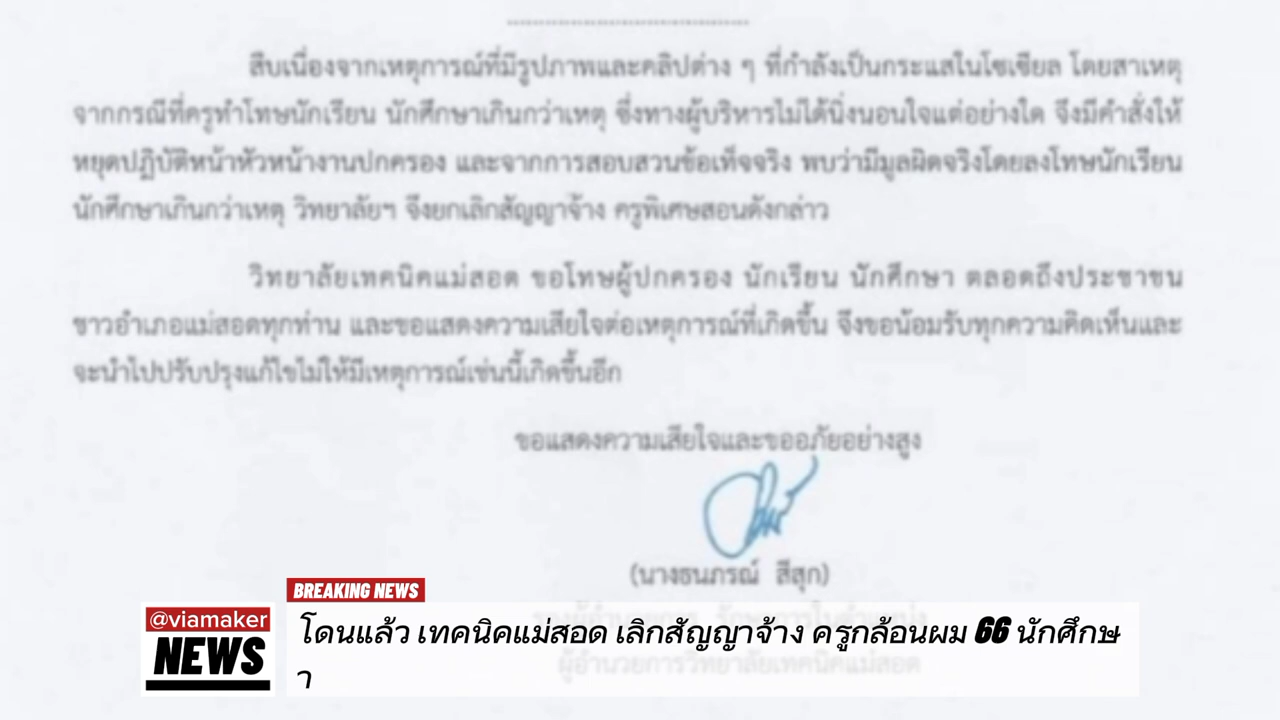 สืบเนื่องจากเหตุการณ์ที่มีรูปภาพและคลิปต่าง ๆ ที่กำลังเป็นกระแสในโซเชียล โดยสาเหตุ
จากกรณีที่ครูทำโทษนักเรียน นักศึกษาเกินกว่าเหตุ ซึ่งทางผู้บริหารไม่ได้นิ่งนอนใจแต่อย่างใด จึงมีคำสั่งให้
หยุดปฏิบัติหน้าหัวหน้างานปกครอง และจากการสอบสวนข้อเท็จจริง พบว่ามีมูลผิดจริงโดยลงโทษนักเรียน
นักศึกษาเกินกว่าเหตุ วิทยาลัยฯ จึงยกเลิกสัญญาจ้าง ครูพิเศษสอนดังกล่าว
วิทยาลัยเทคนิคแม่สอด ขอโทษผู้ปกครอง นักเรียน นักศึกษา ตลอดถึงประชาชน
ชาวอำเภอแม่สอดทุกท่าน และขอแสดงความเสียใจต่อเหตุการณ์ที่เกิดขึ้น จึงขอน้อมรับทุกความคิดเห็นและ
จะนำไปปรับปรุงแก้ไขไม่ให้มีเหตุการณ์เช่นนี้เกิดขึ้นอีก
ขอแสดงความเสียใจและขออภัยอย่างสูง
(นางธนภรณ์ สีสุก)
รองผู้อำนวยการ รักษาการในตำแหน่ง
ผู้อำนวยการวิทยาลัยเทคนิคแม่สอด
BREAKING NEWS
@viamaker
NEWS
โดนแล้ว เทคนิคแม่สอด เลิกสัญญาจ้าง ครูกล้อนผม 66 นักศึกษ
า